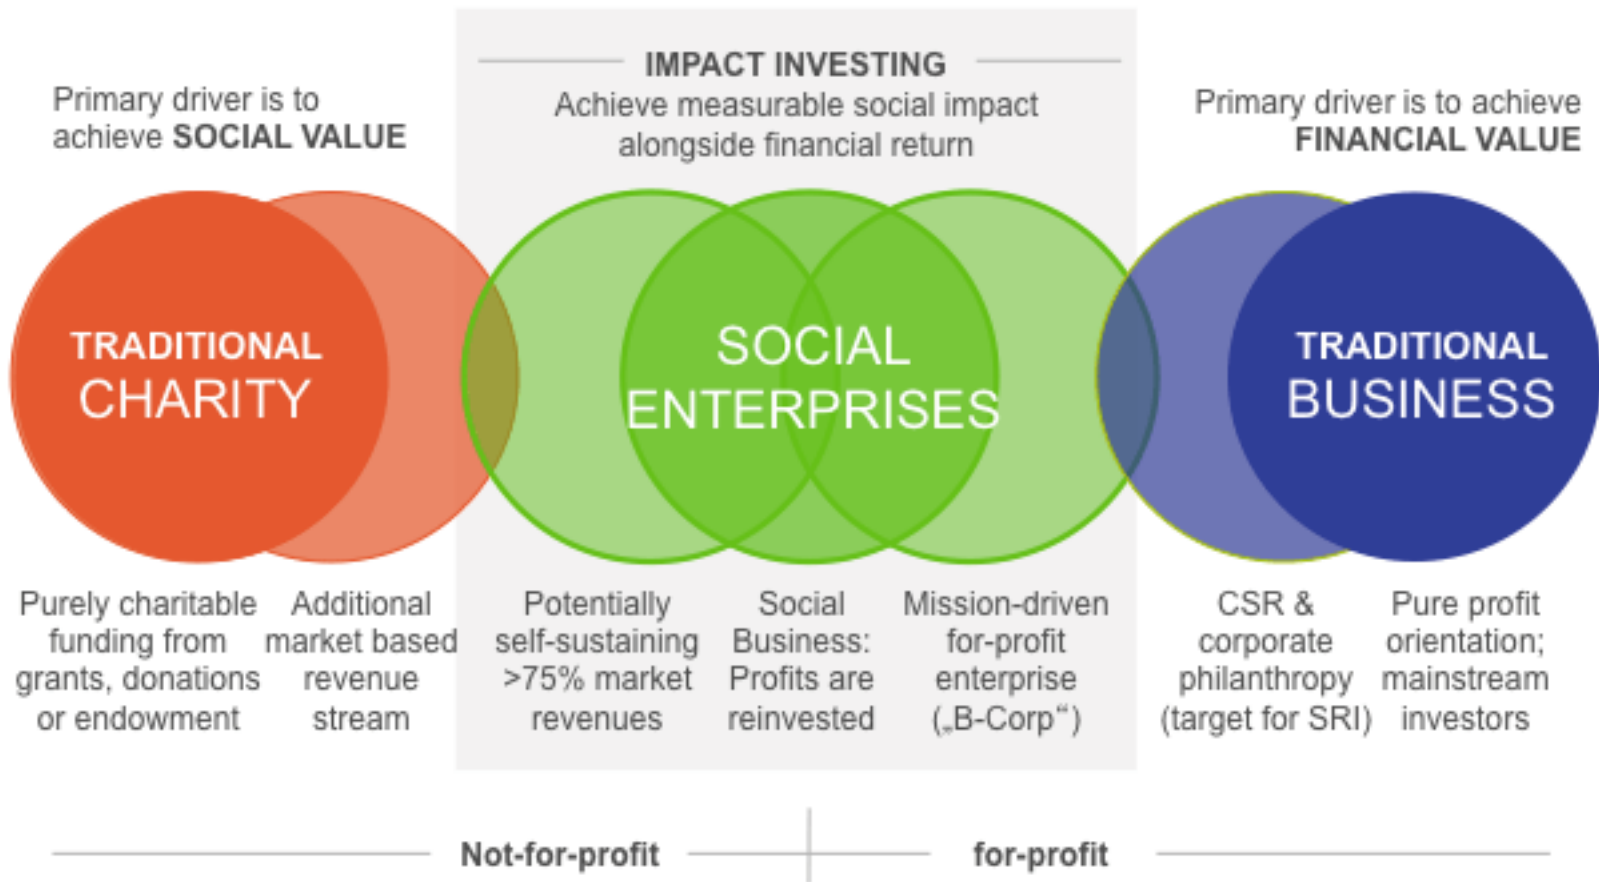 IMPACT INVESTING
Achieve measurable social impact
alongside financial return
Primary driver is to
achieve SOCIAL VALUE
Primary driver is to achieve
FINANCIAL VALUE
TRADITIONAL
CHARITY
SOCIAL
ENTERPRISES
TRADITIONAL
BUSINESS
Purely charitable
funding from
grants, donations
or endowment
Additional
market based
revenue
stream
Potentially
self-sustaining
>75% market
revenues
Social
Business:
Profits are
reinvested
Mission-driven
for-profit
enterprise
(„B-Corp“)
CSR &
corporate
philanthropy
(target for SRI)
Pure profit
orientation;
mainstream
investors
Not-for-profit
for-profit